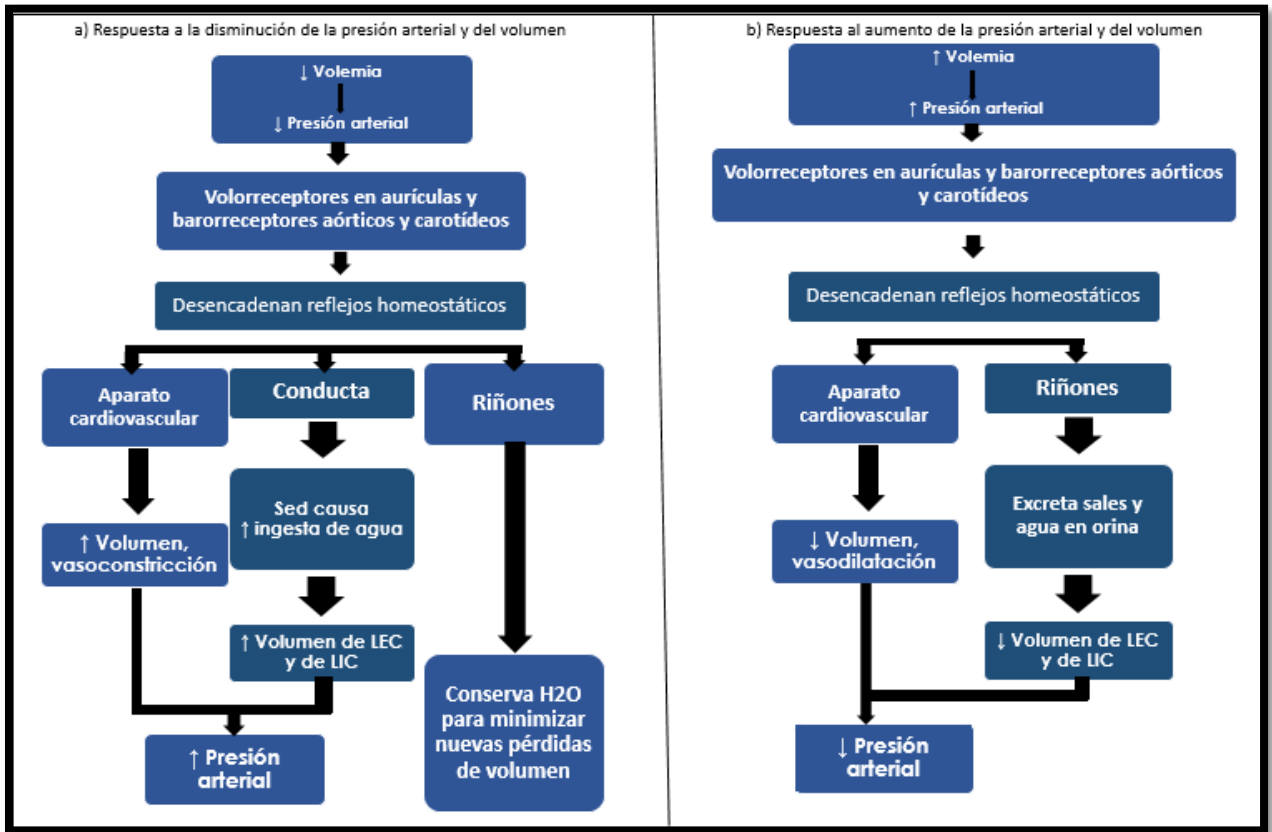 a) Respuesta a la disminución de la presión arterial y del volumen
↓ Volemia
↓ Presión arterial
Volorreceptores en aurículas y
barorreceptores aórticos y carotídeos
Desencadenan reflejos homeostáticos
Aparato
cardiovascular
Conducta
Riñones
↑ Volumen,
vasoconstricción
Sed causa
↑ ingesta de agua
↑ Volumen de LEC
y de LIC
Conserva H2O
para minimizar
nuevas pérdidas
de volumen
↑ Presión
arterial
b) Respuesta al aumento de la presión arterial y del volumen
↑ Volemia
↑ Presión arterial
Volorreceptores en aurículas y barorreceptores aórticos
y carotídeos
Desencadenan reflejos homeostáticos
Aparato
cardiovascular
Riñones
↓ Volumen,
vasodilatación
Excreta sales y
agua en orina
↓ Volumen de LEC
y de LIC
↓ Presión
arterial